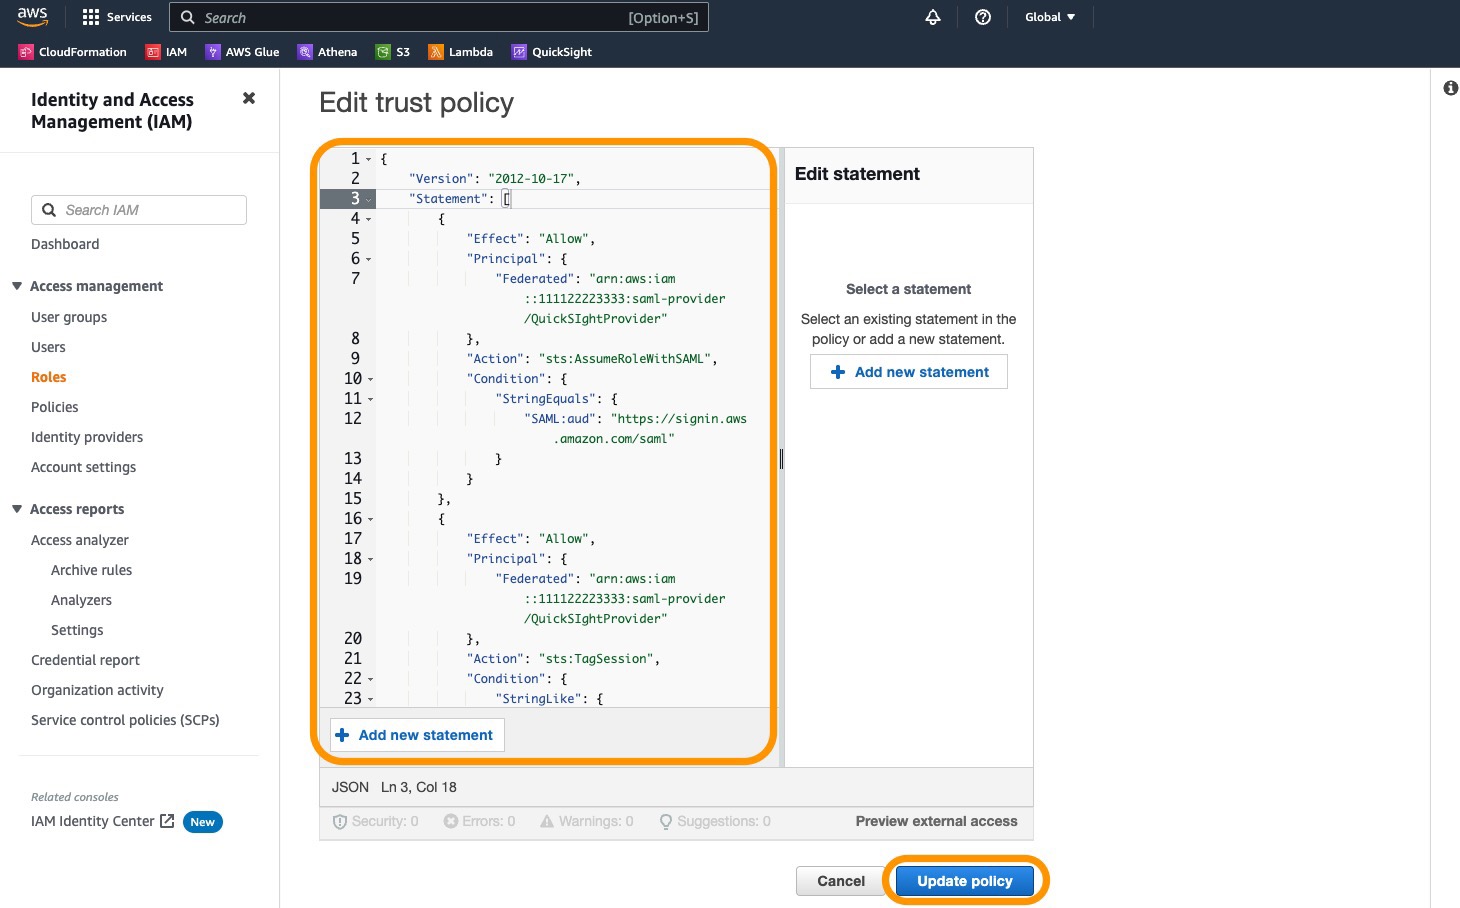 aws
Services
Search
[Option+S]
Global
CloudFormation
IAM
AWS Glue
Athena
S3
Lambda
QuickSight
Identity and Access
Management (IAM)
Search IAM
Dashboard
Access management
User groups
Users
Roles
Policies
Identity providers
Account settings
Access reports
Access analyzer
Archive rules
Analyzers
Settings
Credential report
Organization activity
Service control policies (SCPs)
Related consoles
IAM Identity Center
New
Edit trust policy
1 {
2 "Version": "2012-10-17",
3 "Statement": [
4 {
5 "Effect": "Allow",
6 "Principal": {
7 "Federated": "arn:aws:iam
::111122223333:saml-provider
/QuickSIghtProvider"
8 },
9 "Action": "sts:AssumeRoleWithSAML",
10 "Condition": {
11 "StringEquals": {
12 "SAML:aud": "https://signin.aws
.amazon.com/saml"
13 }
14 }
15 },
16 {
17 "Effect": "Allow",
18 "Principal": {
19 "Federated": "arn:aws:iam
::111122223333:saml-provider
/QuickSIghtProvider"
20 },
21 "Action": "sts:TagSession",
22 "Condition": {
23 "StringLike": {
Add new statement
Edit statement
Select a statement
Select an existing statement in the
policy or add a new statement.
Add new statement
JSON Ln 3, Col 18
Security: 0
Errors: 0
Warnings: 0
Suggestions: 0
Preview external access
Cancel
Update policy